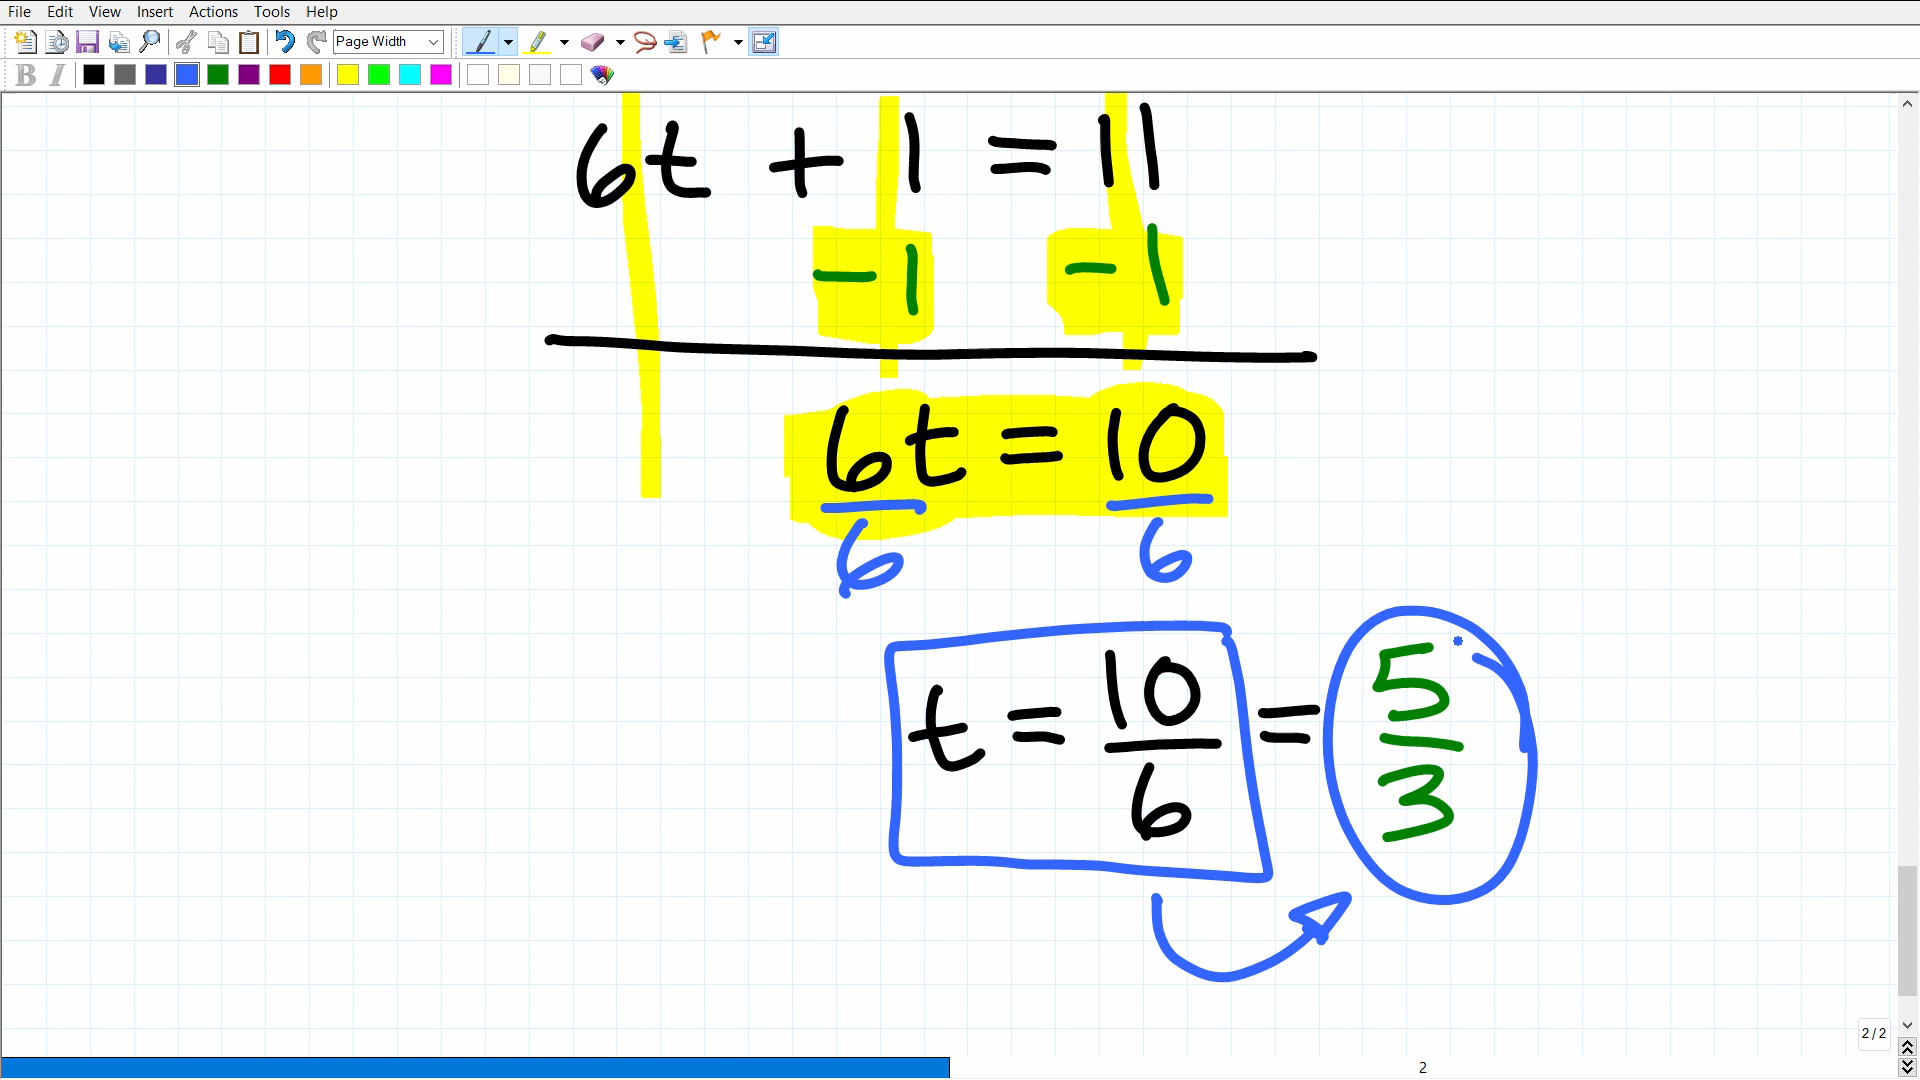 File Edit View Insert Actions Tools Help
Page Width
B I
6t + 1 = 11
- 1 - 1
6t = 10
6 6
t = 10/6 = 5/3
2 / 2
2